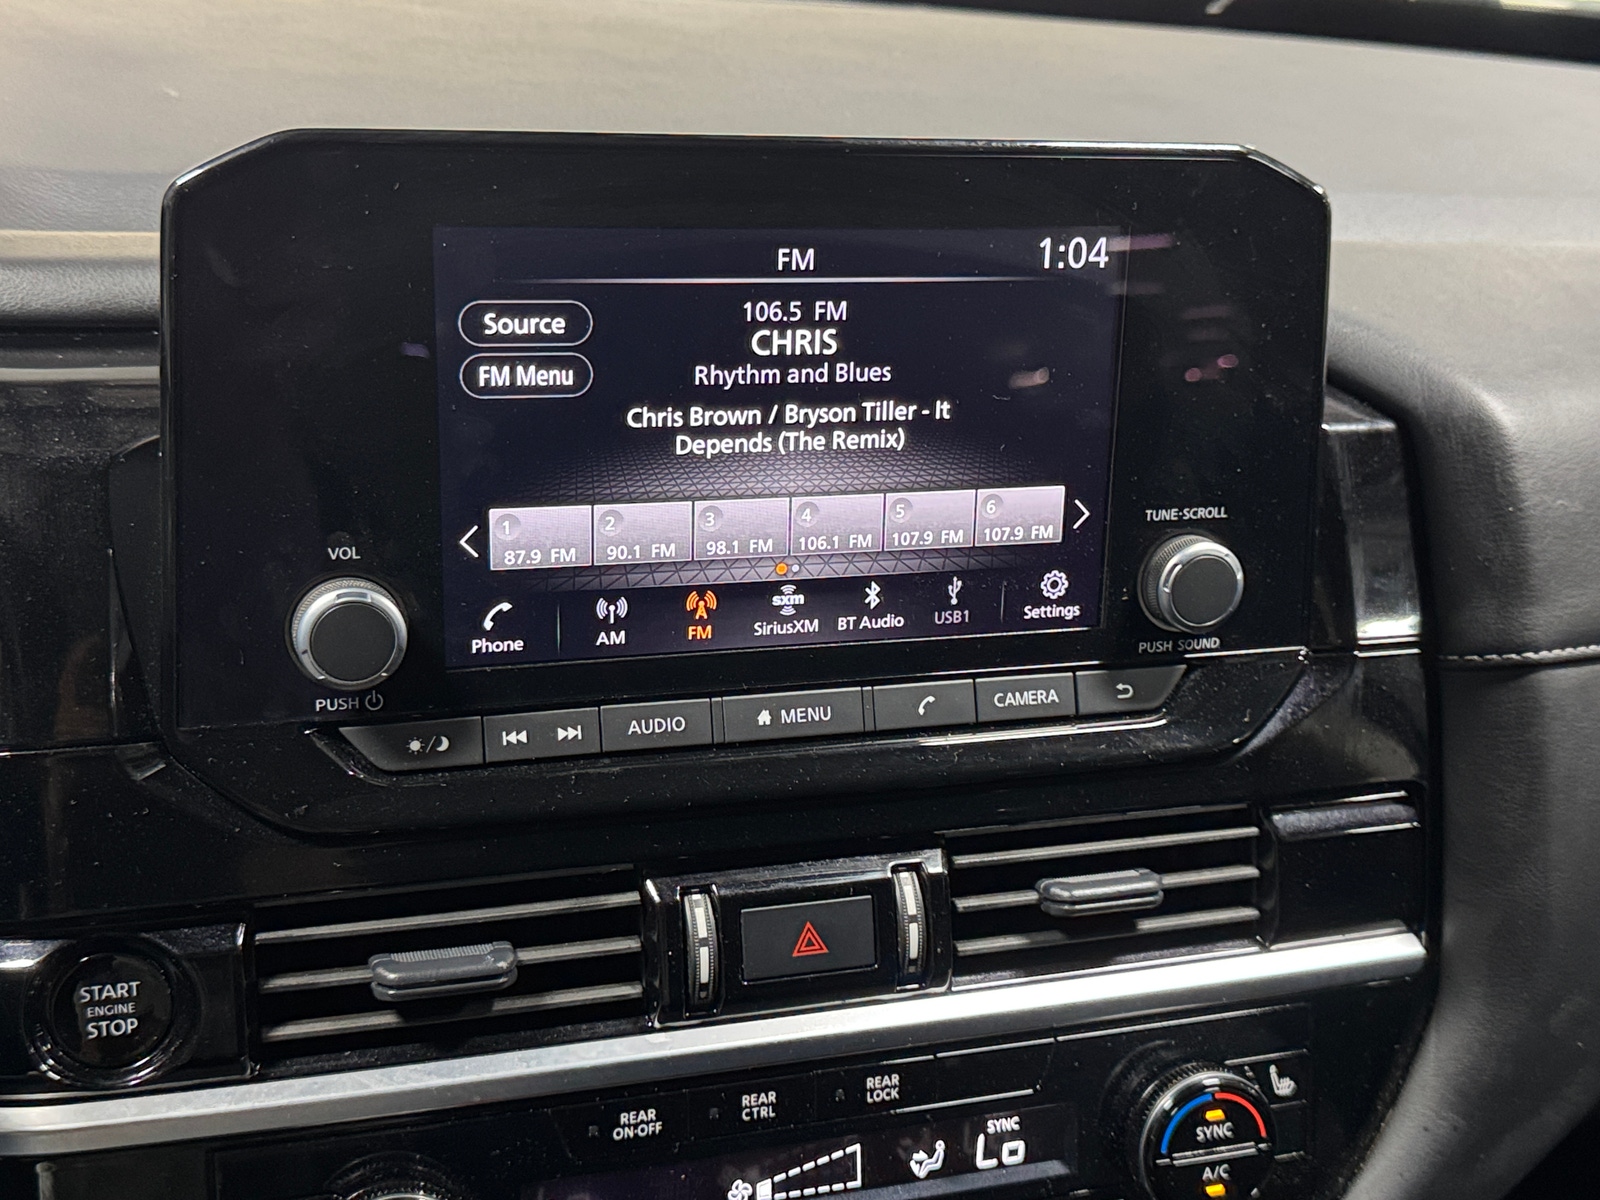 FM
1:04
Source
FM Menu
106.5 FM
CHRIS
Rhythm and Blues
Chris Brown / Bryson Tiller - It
Depends (The Remix)
1
87.9 FM
2
90.1 FM
3
98.1 FM
4
106.1 FM
5
107.9 FM
6
107.9 FM
Phone
AM
FM
sxm
SiriusXM
BT Audio
USB1
Settings
VOL
PUSH
TUNE·SCROLL
PUSH SOUND
AUDIO
MENU
CAMERA
START
ENGINE
STOP
REAR
ON·OFF
REAR
CTRL
REAR
LOCK
SYNC
Lo
SYNC
A/C